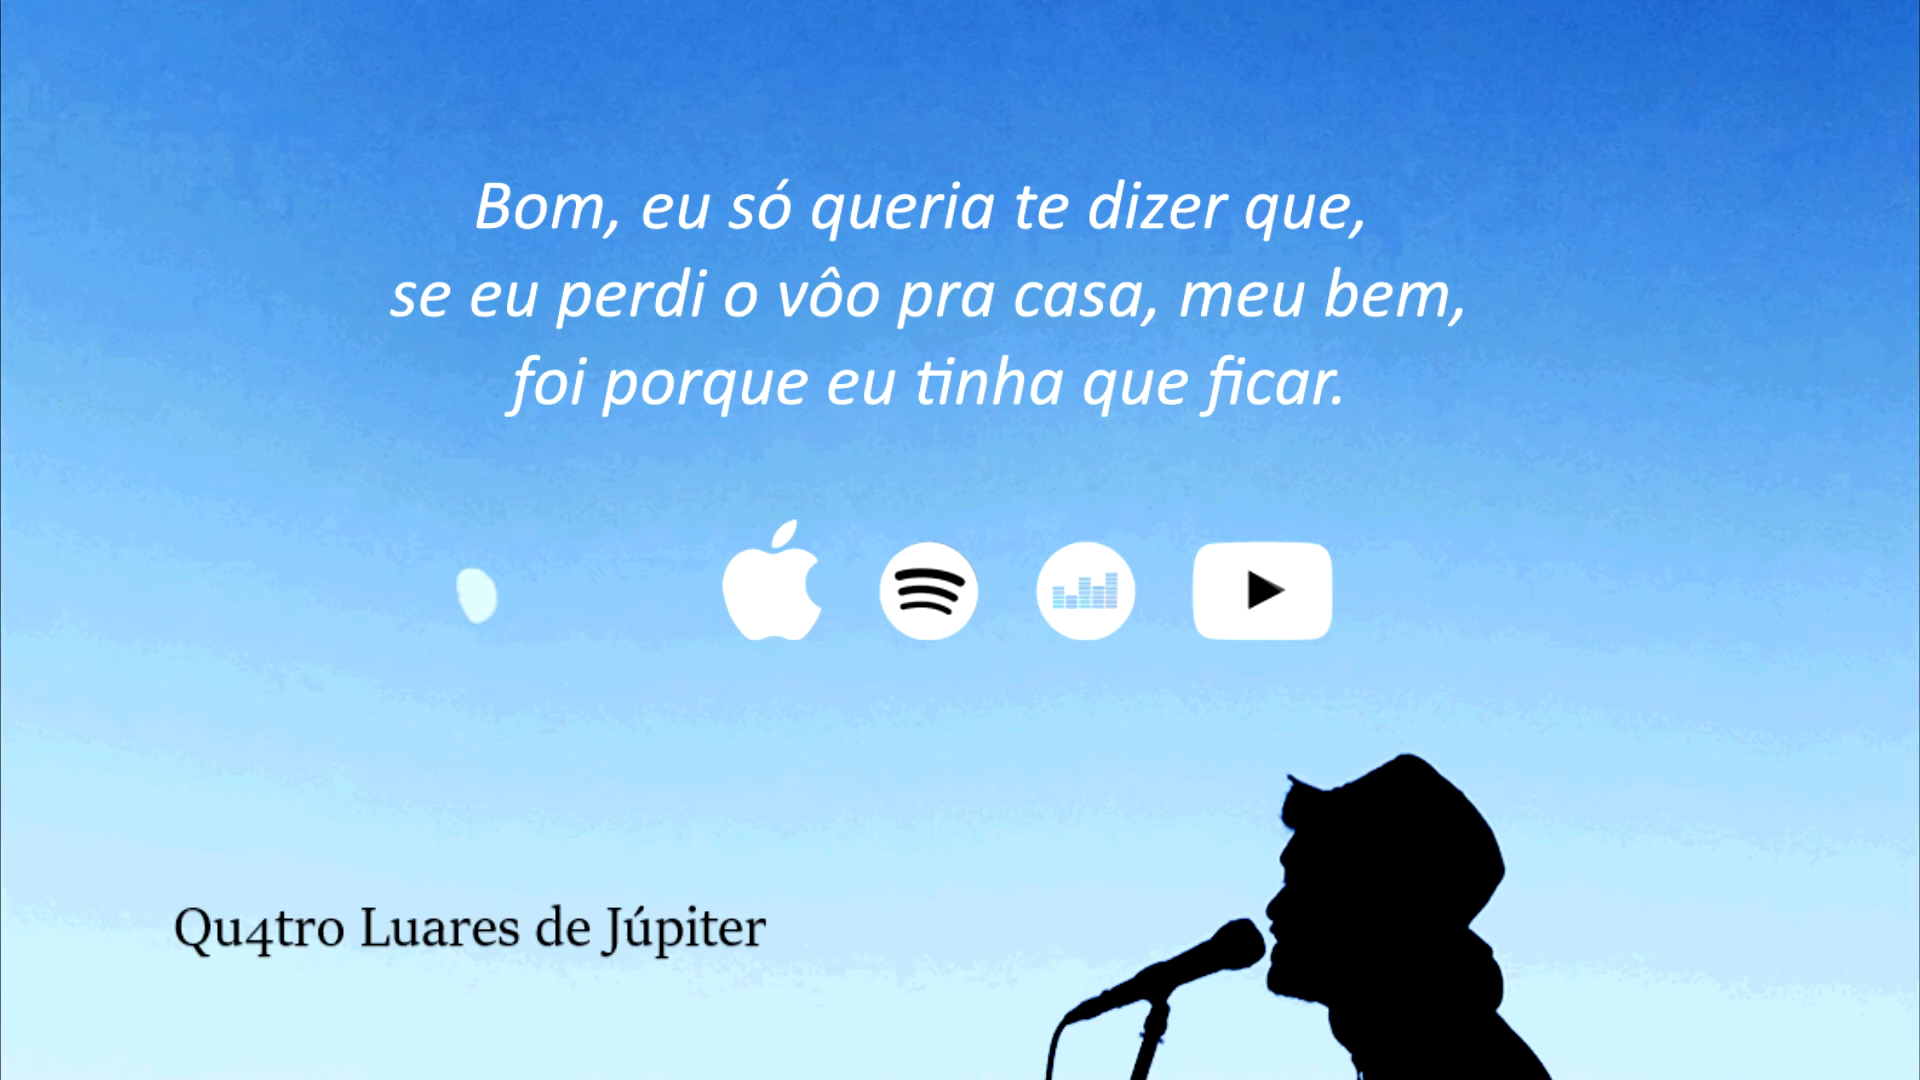 Bom, eu só queria te dizer que,
se eu perdi o vôo pra casa, meu bem,
foi porque eu tinha que ficar.
Qu4tro Luares de Júpiter